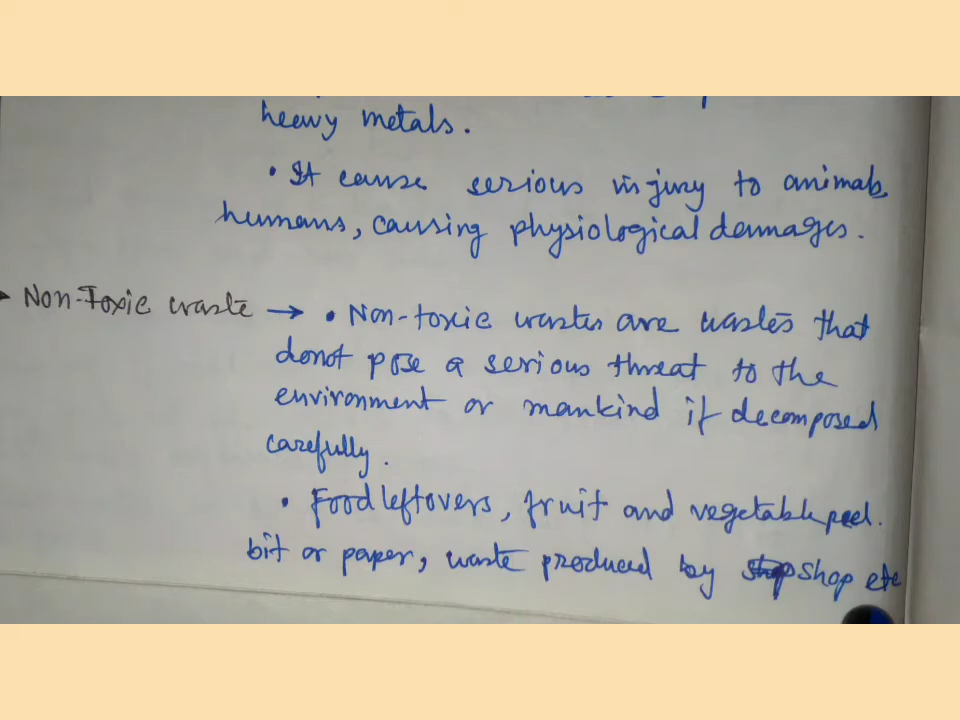 heavy metals.
• It cause serious injury to animals
humans, causing physiological damages.
Non-Toxic waste → • Non-toxic wastes are wastes that
donot pose a serious threat to the
environment or mankind if decomposed
carefully.
• Food leftovers, fruit and vegetable peel.
bit or paper, waste produced by shop etc